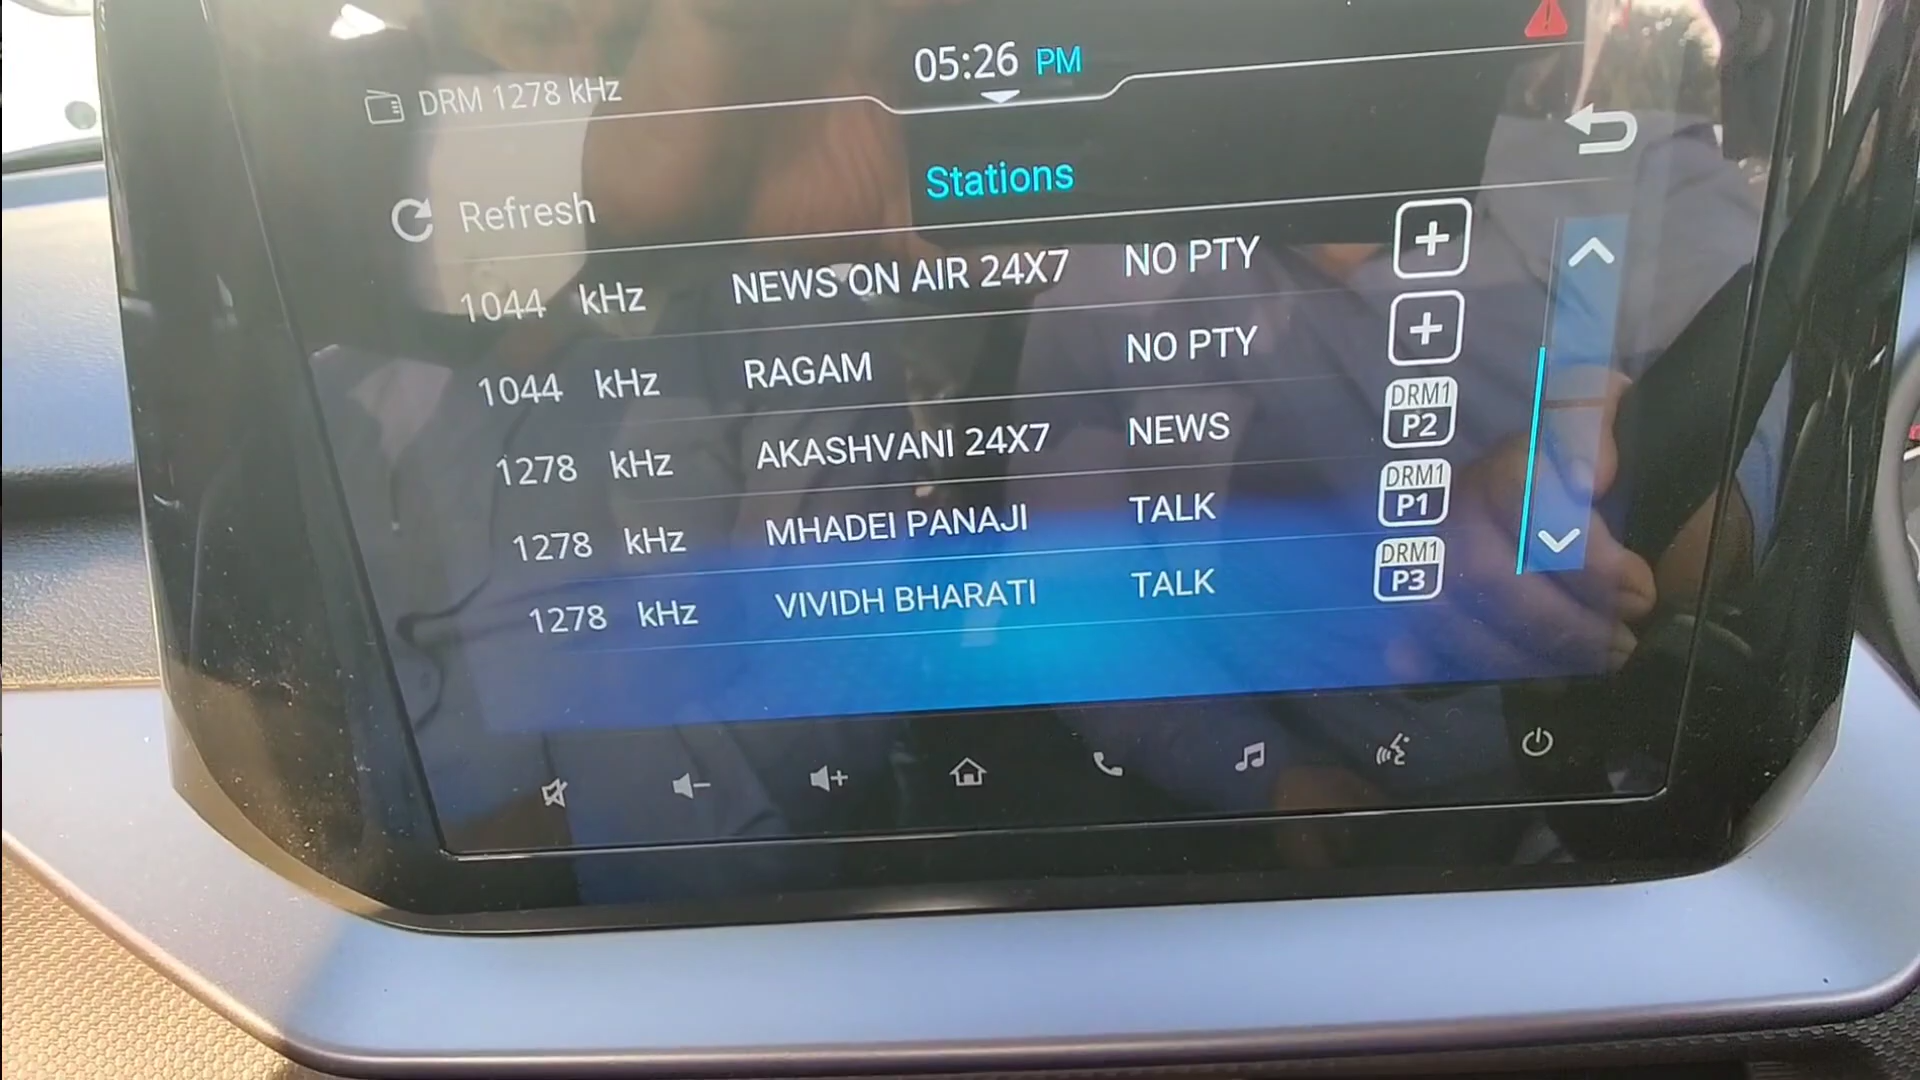 05:26 PM
DRM 1278 kHz
Stations
Refresh
1044 kHz NEWS ON AIR 24X7 NO PTY
1044 kHz RAGAM NO PTY
1278 kHz AKASHVANI 24X7 NEWS DRM1 P2
1278 kHz MHADEI PANAJI TALK DRM1 P1
1278 kHz VIVIDH BHARATI TALK DRM1 P3